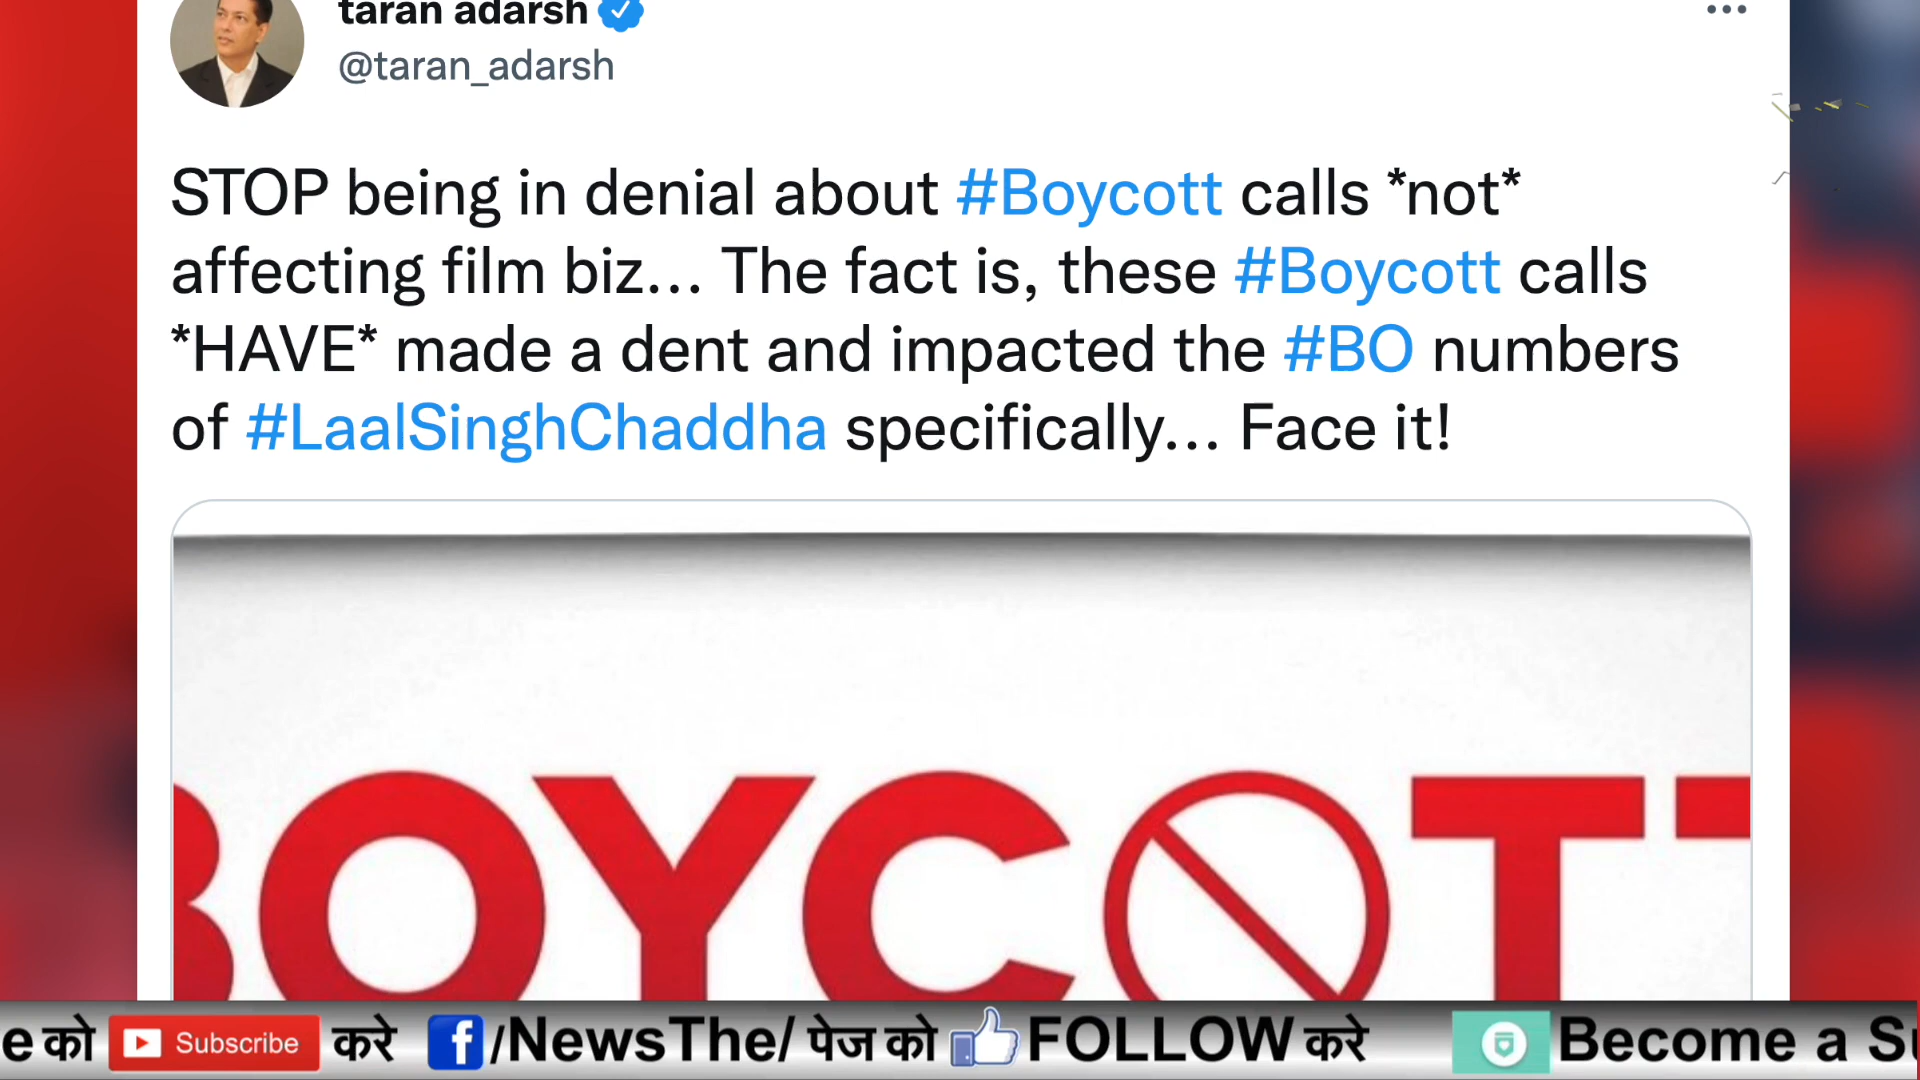 taran adarsh
@taran_adarsh
STOP being in denial about #Boycott calls *not*
affecting film biz... The fact is, these #Boycott calls
*HAVE* made a dent and impacted the #BO numbers
of #LaalSinghChaddha specifically... Face it!
BOYCOTT
e को Subscribe करे f/NewsThe/ पेज को FOLLOW करे Become a Su